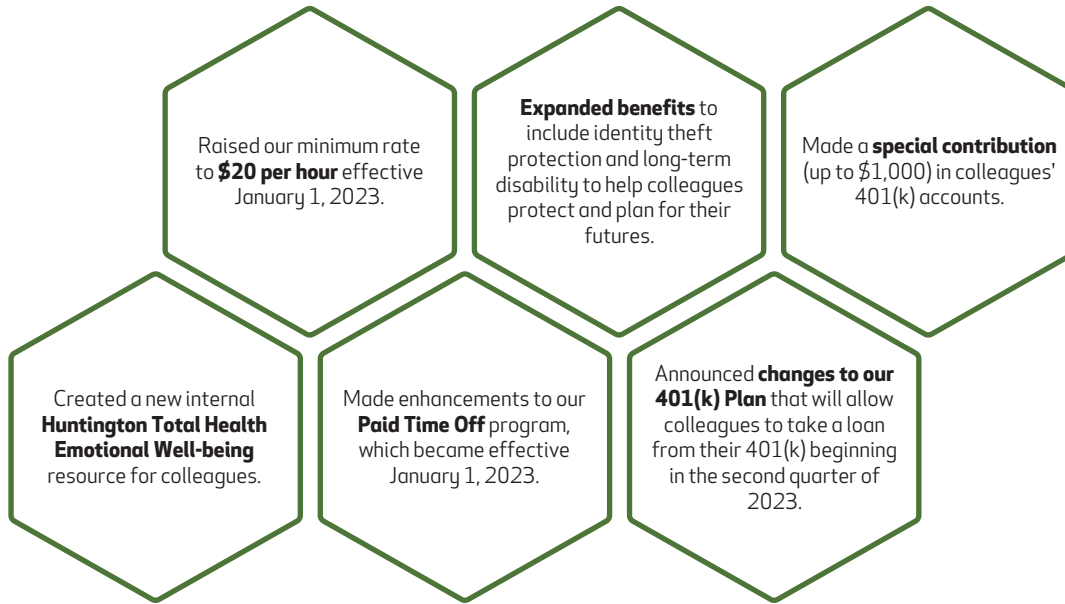 Raised our minimum rate
to $20 per hour effective
January 1, 2023.
Expanded benefits to
include identity theft
protection and long-term
disability to help colleagues
protect and plan for their
futures.
Made a special contribution
(up to $1,000) in colleagues'
401(k) accounts.
Created a new internal
Huntington Total Health
Emotional Well-being
resource for colleagues.
Made enhancements to our
Paid Time Off program,
which became effective
January 1, 2023.
Announced changes to our
401(k) Plan that will allow
colleagues to take a loan
from their 401(k) beginning
in the second quarter of
2023.